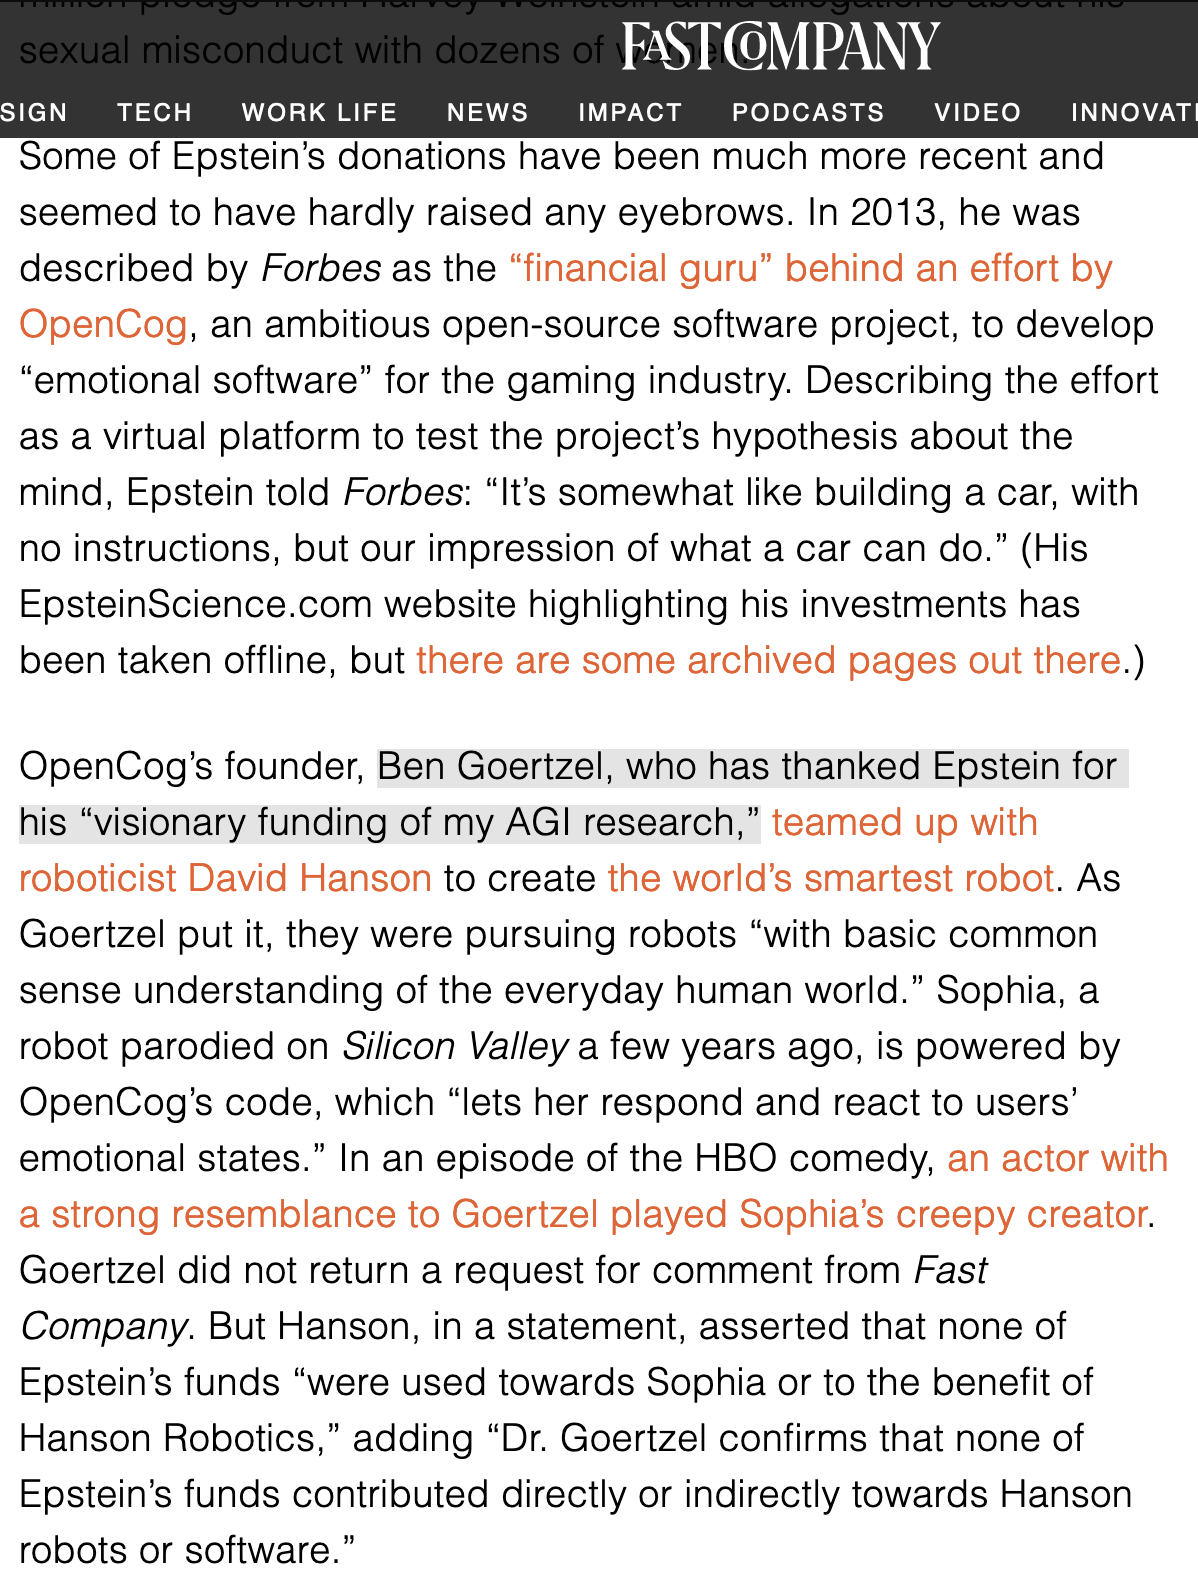 million pledge from Harvey Weinstein amid allegations about his
sexual misconduct with dozens of women.
FAST COMPANY
SIGN TECH WORK LIFE NEWS IMPACT PODCASTS VIDEO INNOVATI
Some of Epstein’s donations have been much more recent and
seemed to have hardly raised any eyebrows. In 2013, he was
described by Forbes as the “financial guru” behind an effort by
OpenCog, an ambitious open-source software project, to develop
“emotional software” for the gaming industry. Describing the effort
as a virtual platform to test the project’s hypothesis about the
mind, Epstein told Forbes: “It’s somewhat like building a car, with
no instructions, but our impression of what a car can do.” (His
EpsteinScience.com website highlighting his investments has
been taken offline, but there are some archived pages out there.)
OpenCog’s founder, Ben Goertzel, who has thanked Epstein for
his “visionary funding of my AGI research,” teamed up with
roboticist David Hanson to create the world’s smartest robot. As
Goertzel put it, they were pursuing robots “with basic common
sense understanding of the everyday human world.” Sophia, a
robot parodied on Silicon Valley a few years ago, is powered by
OpenCog’s code, which “lets her respond and react to users’
emotional states.” In an episode of the HBO comedy, an actor with
a strong resemblance to Goertzel played Sophia’s creepy creator.
Goertzel did not return a request for comment from Fast
Company. But Hanson, in a statement, asserted that none of
Epstein’s funds “were used towards Sophia or to the benefit of
Hanson Robotics,” adding “Dr. Goertzel confirms that none of
Epstein’s funds contributed directly or indirectly towards Hanson
robots or software.”